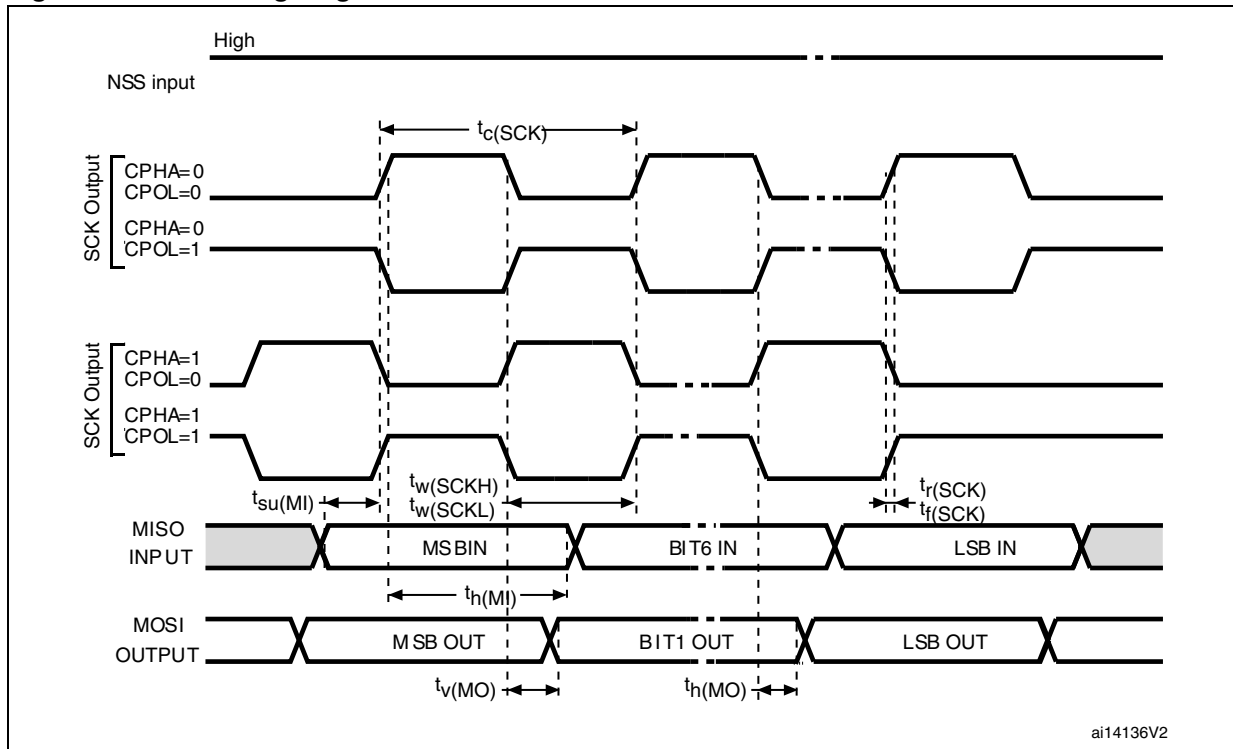 High
NSS input
tc(SCK)
SCK Output
CPHA=0
CPOL=0
CPHA=0
CPOL=1
SCK Output
CPHA=1
CPOL=0
CPHA=1
CPOL=1
tsu(MI)
tw(SCKH)
tw(SCKL)
tr(SCK)
tf(SCK)
MISO
INPUT
MSBIN
BIT6 IN
LSB IN
th(MI)
MOSI
OUTPUT
MSB OUT
BIT1 OUT
LSB OUT
tv(MO)
th(MO)
ai14136V2